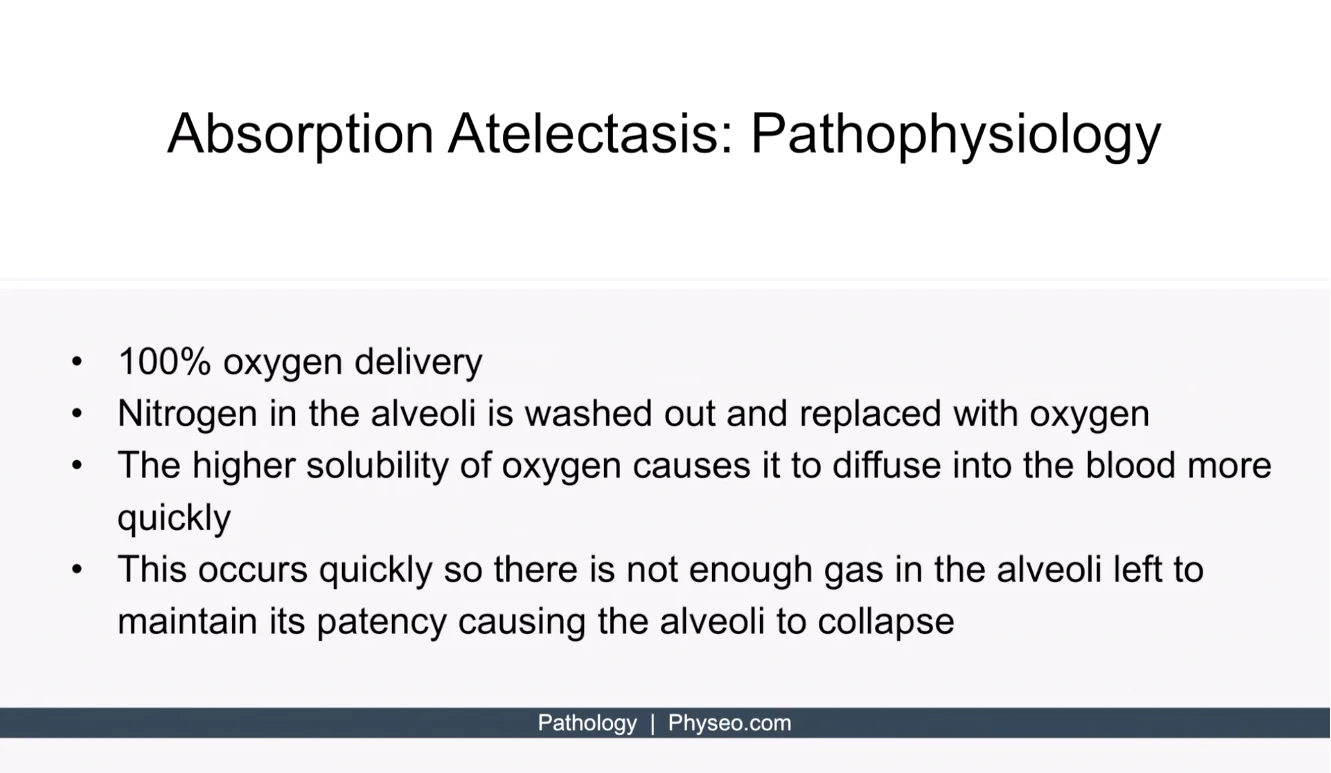 Absorption Atelectasis: Pathophysiology
• 100% oxygen delivery
• Nitrogen in the alveoli is washed out and replaced with oxygen
• The higher solubility of oxygen causes it to diffuse into the blood more
quickly
• This occurs quickly so there is not enough gas in the alveoli left to
maintain its patency causing the alveoli to collapse
Pathology | Physeo.com